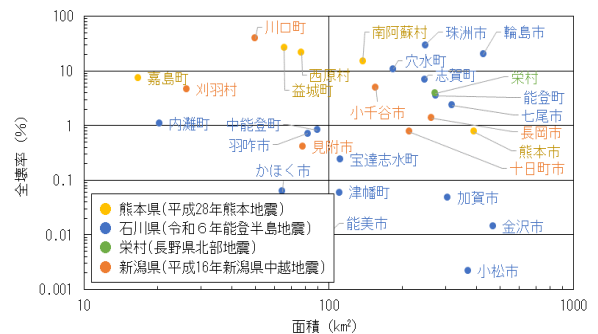 全壊率（%）
100
10
1
0.1
0.01
0.001
川口町
南阿蘇村
珠洲市
輪島市
穴水町
西原村
志賀町
嘉島町
益城町
栄村
刈羽村
能登町
小千谷市
七尾市
内灘町
中能登町
長岡市
羽咋市
見附市
熊本市
宝達志水町
十日町市
かほく市
津幡町
加賀市
能美市
金沢市
小松市
熊本県(平成28年熊本地震)
石川県(令和６年能登半島地震)
栄村(長野県北部地震)
新潟県(平成16年新潟県中越地震)
10
100
1000
面積（km²）